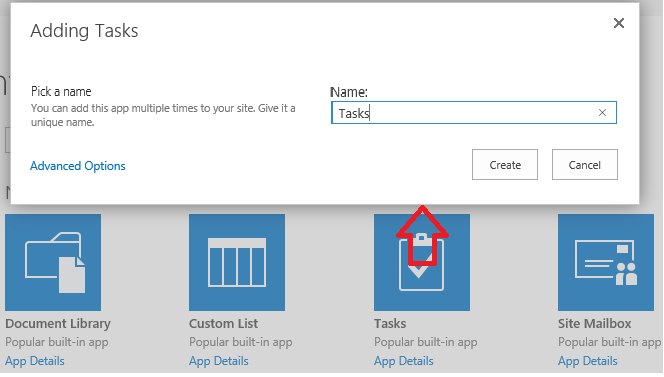 Adding Tasks
Pick a name
You can add this app multiple times to your site. Give it a
unique name.
Name:
Tasks
Advanced Options
Create
Cancel
Document Library
Popular built-in app
App Details
Custom List
Popular built-in app
App Details
Tasks
Popular built-in app
App Details
Site Mailbox
Popular built-in app
App Details